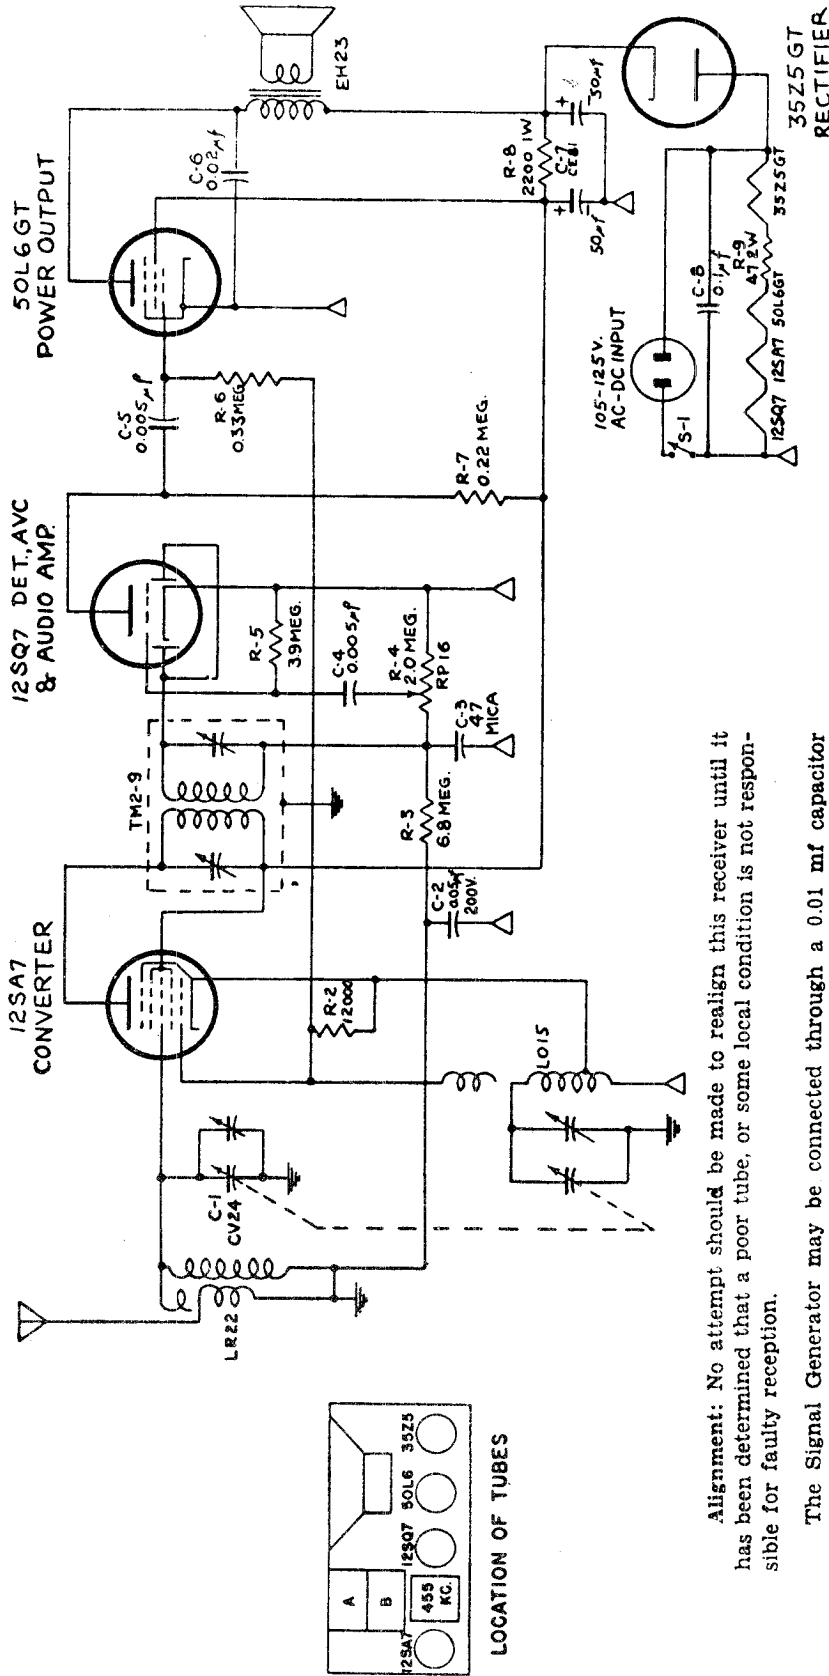 12SA7
CONVERTER
12SQ7 DET., AVC
& AUDIO AMP.
50L6GT
POWER OUTPUT
TM2-9
C-5
0.005µf
C-6
0.02µf
EH23
R-6
0.33MEG.
R-5
3.9MEG.
C-4
0.005µf
R-4
2.0 MEG.
RP16
C-3
47
MICA
R-3
6.8 MEG.
C-2
.005µf
200V.
R-2
12000
R-7
0.22 MEG.
R-8
2200 1W
C-7
CE81
50µf
50µf
C-1
CV24
LR22
LO15
105-125V.
AC-DC INPUT
S-1
C-8
0.1µf
R-9
47 2W
12SQ7 12SA7 50L6GT 35Z5GT
35Z5GT
RECTIFIER
A
B
455
KC.
12SA7 12SQ7 50L6 35Z5
LOCATION OF TUBES
Alignment: No attempt should be made to realign this receiver until it
has been determined that a poor tube, or some local condition is not respon-
sible for faulty reception.
The Signal Generator may be connected through a 0.01 mf capacitor